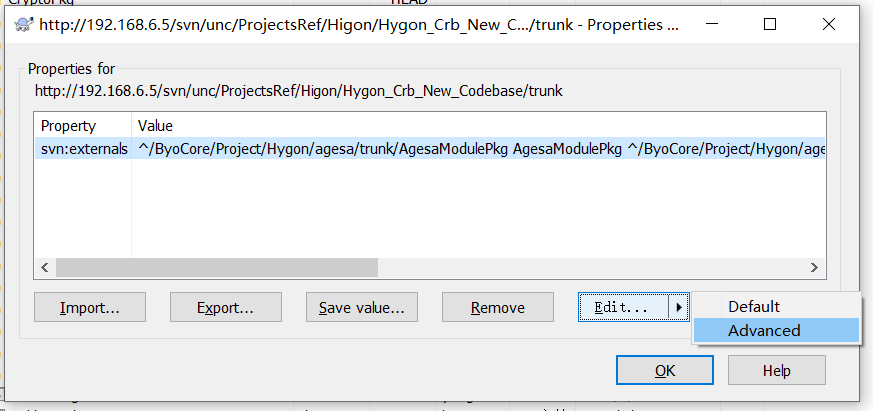 HEAD
http://192.168.6.5/svn/unc/ProjectsRef/Higon/Hygon_Crb_New_C.../trunk - Properties ...
Properties for
http://192.168.6.5/svn/unc/ProjectsRef/Higon/Hygon_Crb_New_Codebase/trunk
Property Value
svn:externals ^/ByoCore/Project/Hygon/agesa/trunk/AgesaModulePkg AgesaModulePkg ^/ByoCore/Project/Hygon/age
Import... Export... Save value... Remove Edit...
Default
Advanced
OK Help